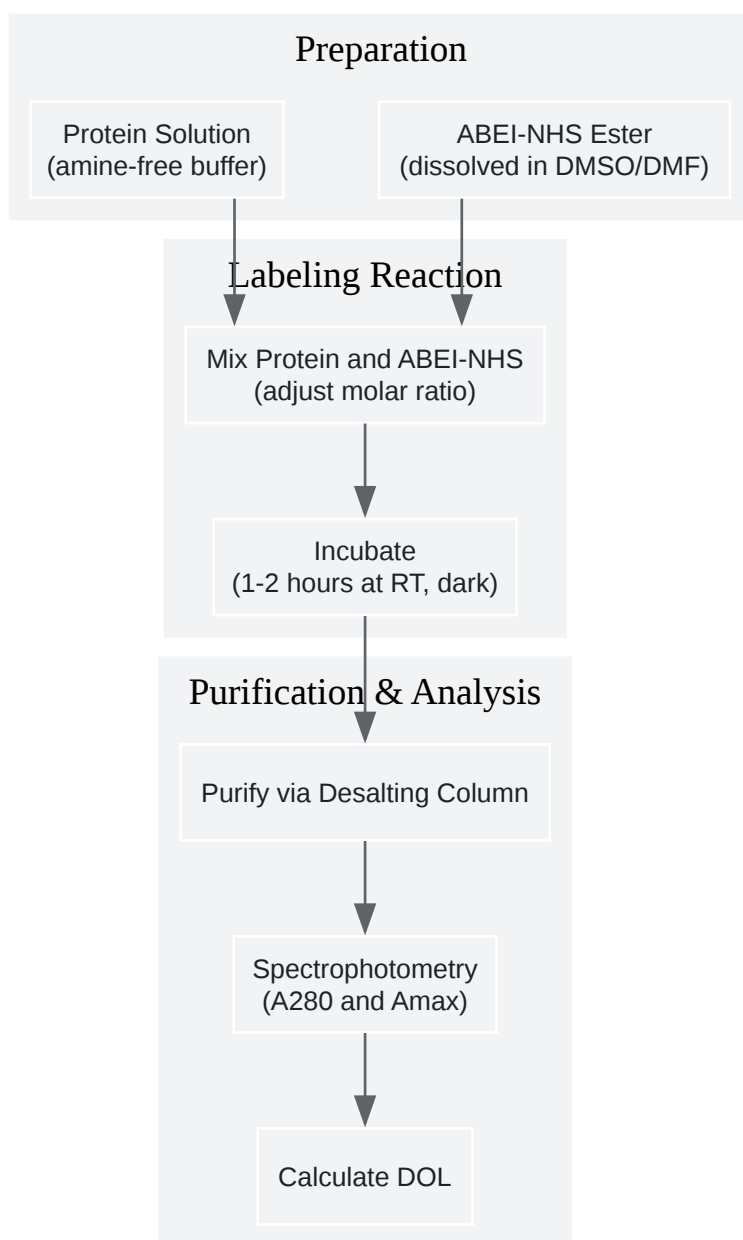 Preparation
Protein Solution
(amine-free buffer)
ABEI-NHS Ester
(dissolved in DMSO/DMF)
Labeling Reaction
Mix Protein and ABEI-NHS
(adjust molar ratio)
Incubate
(1-2 hours at RT, dark)
Purification & Analysis
Purify via Desalting Column
Spectrophotometry
(A280 and Amax)
Calculate DOL